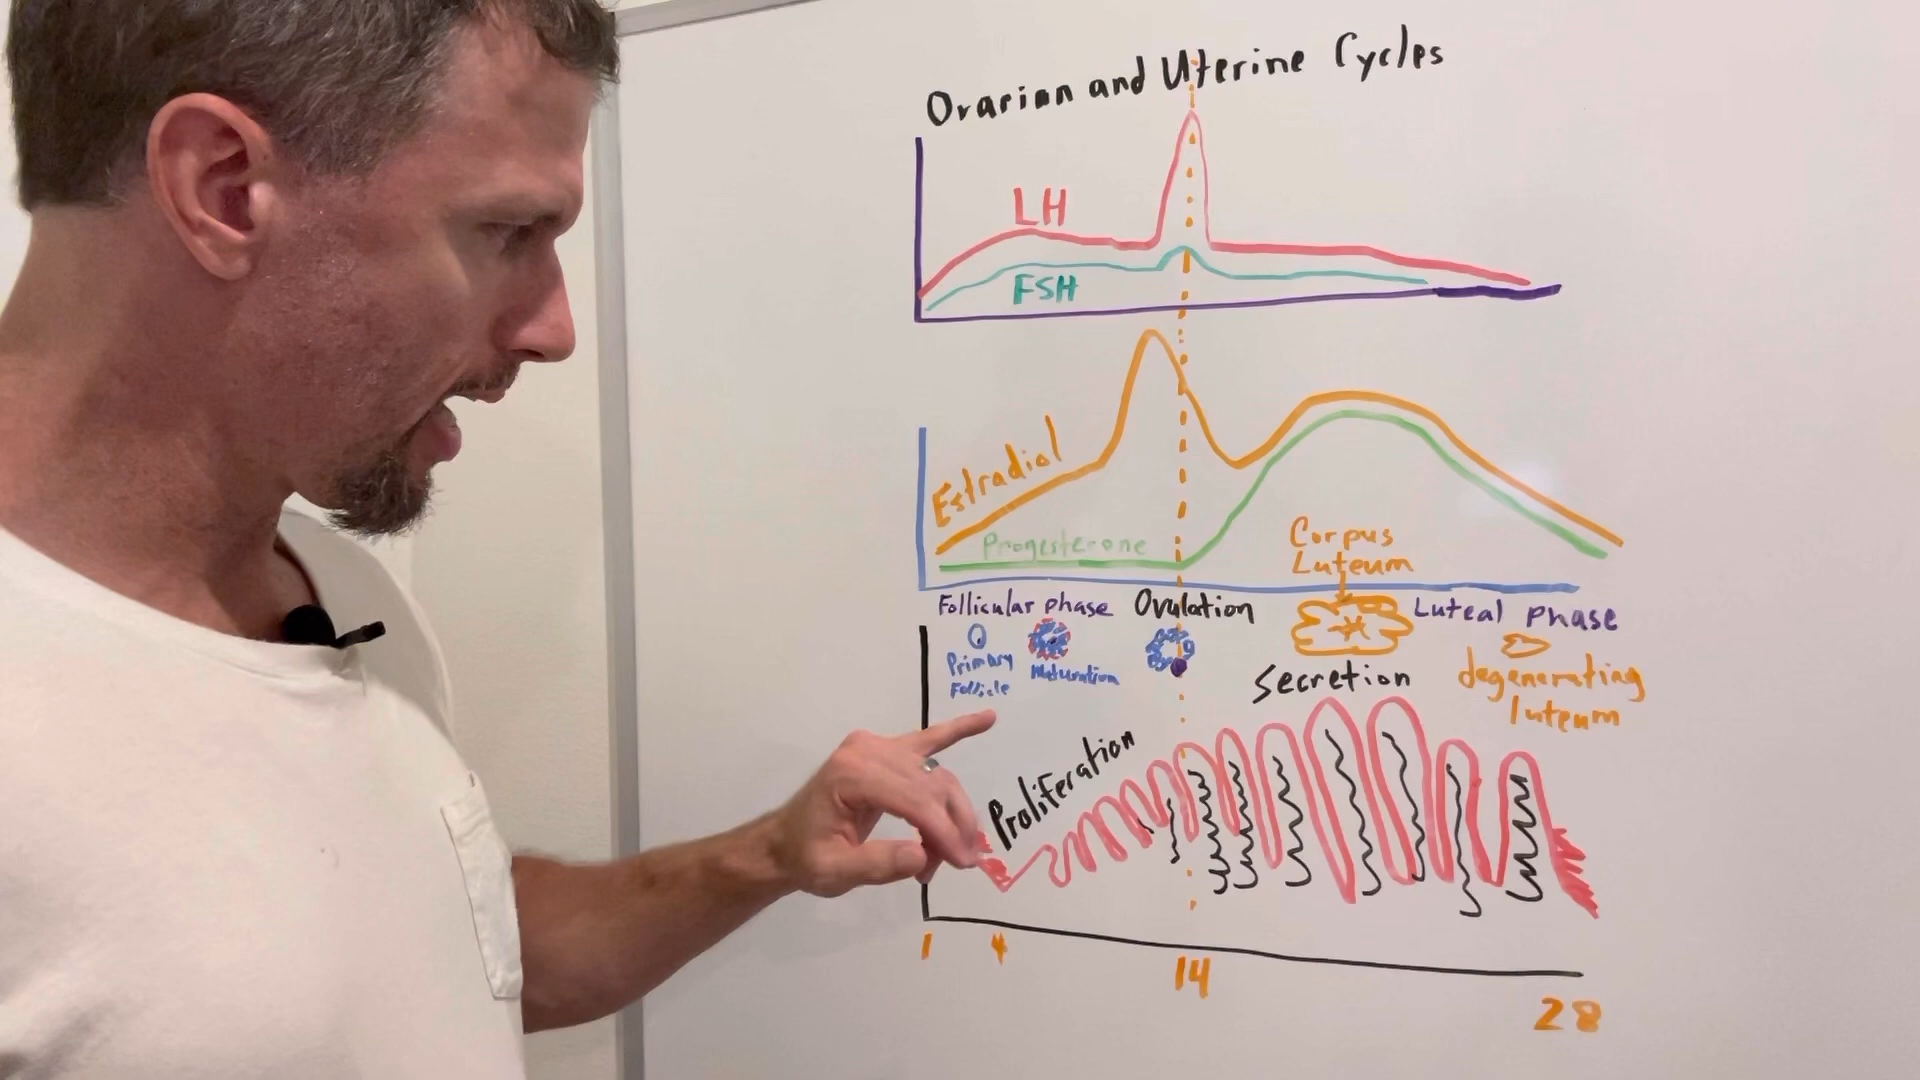 Ovarian and Uterine Cycles
LH
FSH
Estradiol
Progesterone
Corpus
Luteum
Follicular phase
Ovulation
Luteal phase
Primary
Follicle
Maturation
Secretion
degenerating
luteum
Proliferation
1
4
14
28